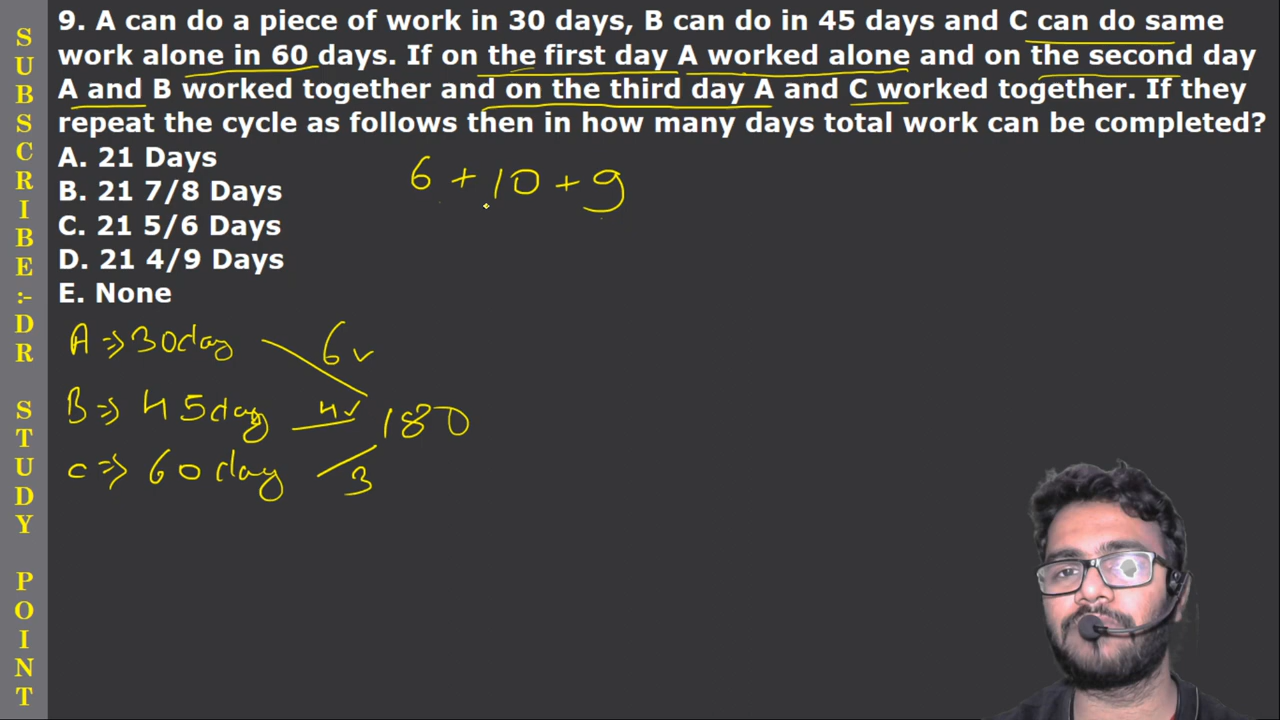 SUBSCRIBE:-DR STUDY POINT
9. A can do a piece of work in 30 days, B can do in 45 days and C can do same
work alone in 60 days. If on the first day A worked alone and on the second day
A and B worked together and on the third day A and C worked together. If they
repeat the cycle as follows then in how many days total work can be completed?
A. 21 Days
B. 21 7/8 Days
C. 21 5/6 Days
D. 21 4/9 Days
E. None
6 + 10 + 9
A => 30day 6 ✓
B => 45day 4 ✓ 180
C => 60 day 3